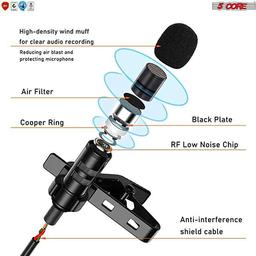 5 CORE
High-density wind muff
for clear audio recording
Reducing air blast and
protecting microphone
Air Filter
Cooper Ring
Black Plate
RF Low Noise Chip
Anti-interference
shield cable